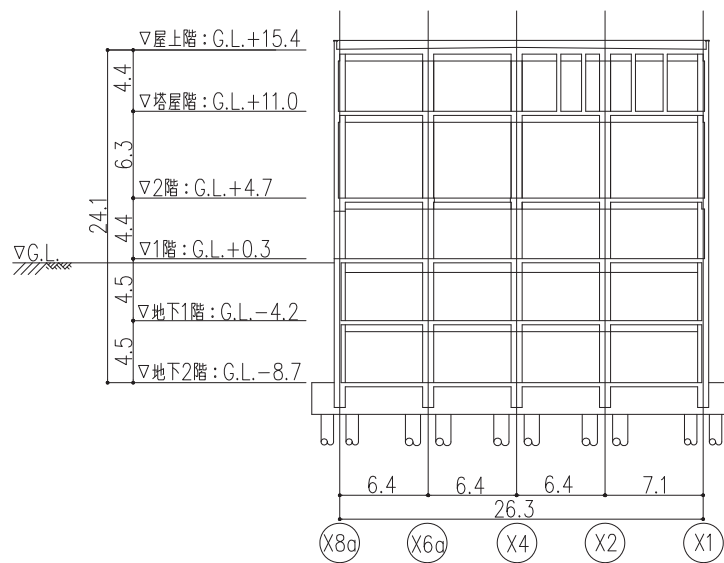 ▽屋上階：G.L.+15.4
4.4
▽塔屋階：G.L.+11.0
6.3
▽2階：G.L.+4.7
24.1
4.4
▽1階：G.L.+0.3
▽G.L.
4.5
▽地下1階：G.L.−4.2
4.5
▽地下2階：G.L.−8.7
6.4 6.4 6.4 7.1
26.3
X8a X6a X4 X2 X1